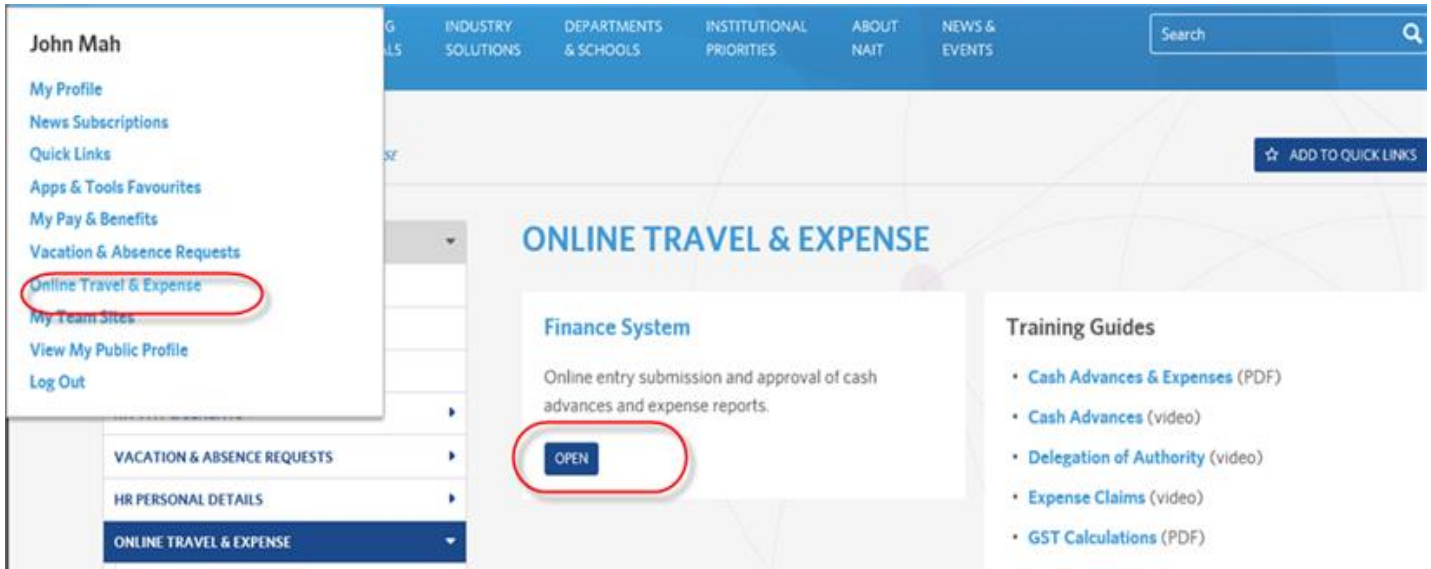 John Mah
My Profile
News Subscriptions
Quick Links
Apps & Tools Favourites
My Pay & Benefits
Vacation & Absence Requests
Online Travel & Expense
My Team Sites
View My Public Profile
Log Out
INDUSTRY
SOLUTIONS
DEPARTMENTS
& SCHOOLS
INSTITUTIONAL
PRIORITIES
ABOUT
NAIT
NEWS &
EVENTS
Search
ADD TO QUICK LINKS
VACATION & ABSENCE REQUESTS
HR PERSONAL DETAILS
ONLINE TRAVEL & EXPENSE
ONLINE TRAVEL & EXPENSE
Finance System
Online entry submission and approval of cash
advances and expense reports.
OPEN
Training Guides
• Cash Advances & Expenses (PDF)
• Cash Advances (video)
• Delegation of Authority (video)
• Expense Claims (video)
• GST Calculations (PDF)